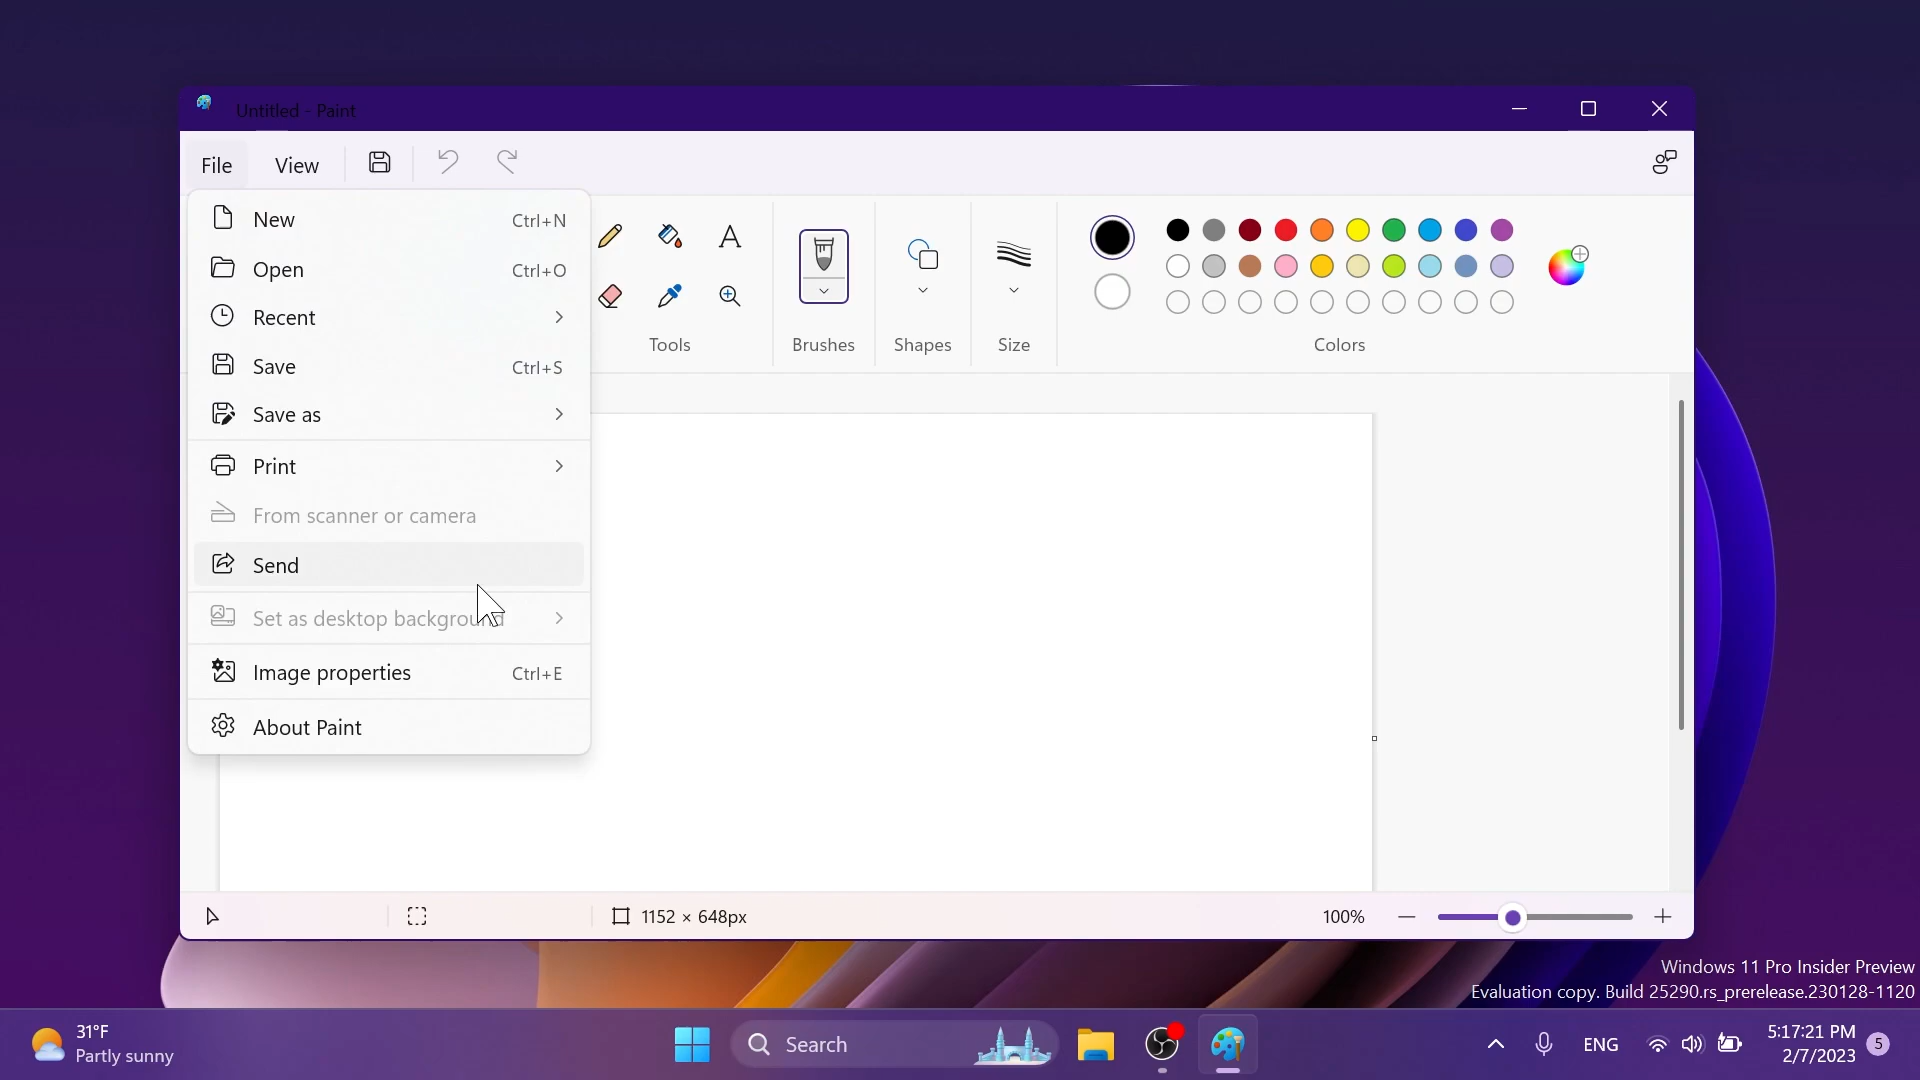 Untitled - Paint
File View
New Ctrl+N
Open Ctrl+O
Recent
Save Ctrl+S
Save as
Print
From scanner or camera
Send
Set as desktop background
Image properties Ctrl+E
About Paint
Tools Brushes Shapes Size Colors
1152 × 648px
100%
Windows 11 Pro Insider Preview
Evaluation copy. Build 25290.rs_prerelease.230128-1120
31°F
Partly sunny
Search
ENG
5:17:21 PM
2/7/2023
5